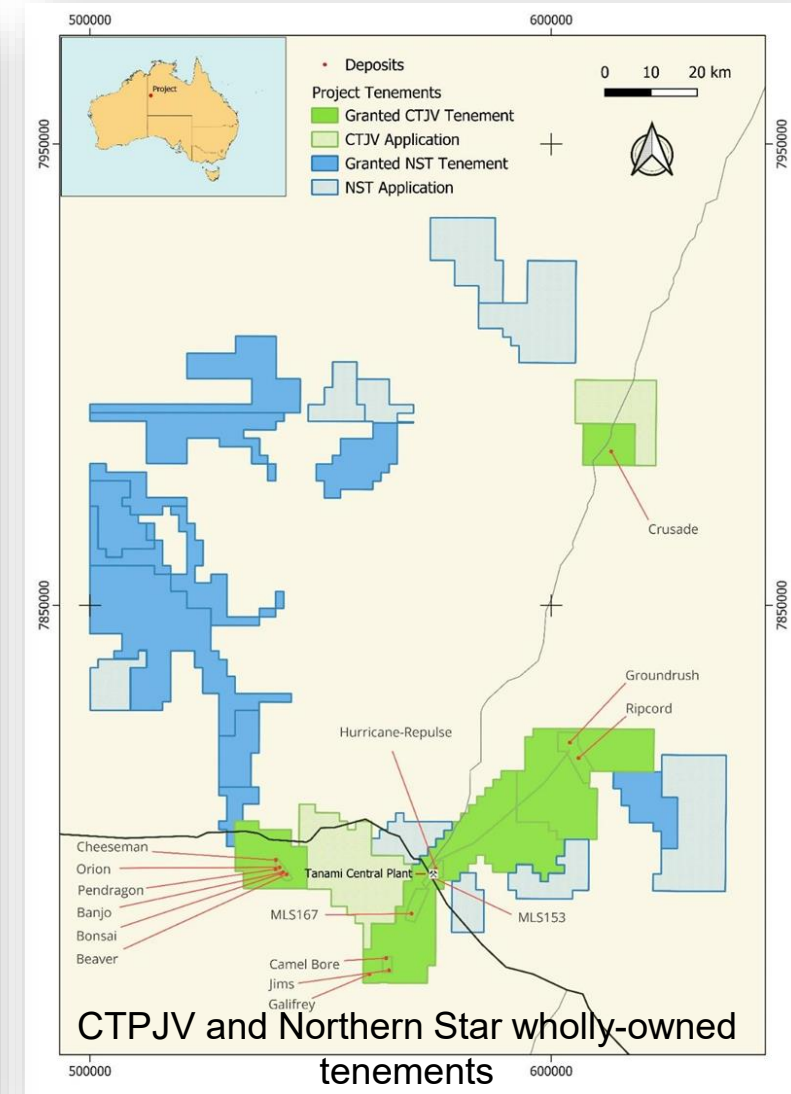 500000
600000
Project
Deposits
Project Tenements
Granted CTJV Tenement
CTJV Application
Granted NST Tenement
NST Application
0 10 20 km
7950000
7950000
Crusade
7850000
7850000
Groundrush
Ripcord
Hurricane-Repulse
Cheeseman
Orion
Pendragon
Banjo
Bonsai
Beaver
Tanami Central Plant
MLS167
MLS153
Camel Bore
Jims
Galifrey
CTPJV and Northern Star wholly-owned
tenements
500000
600000